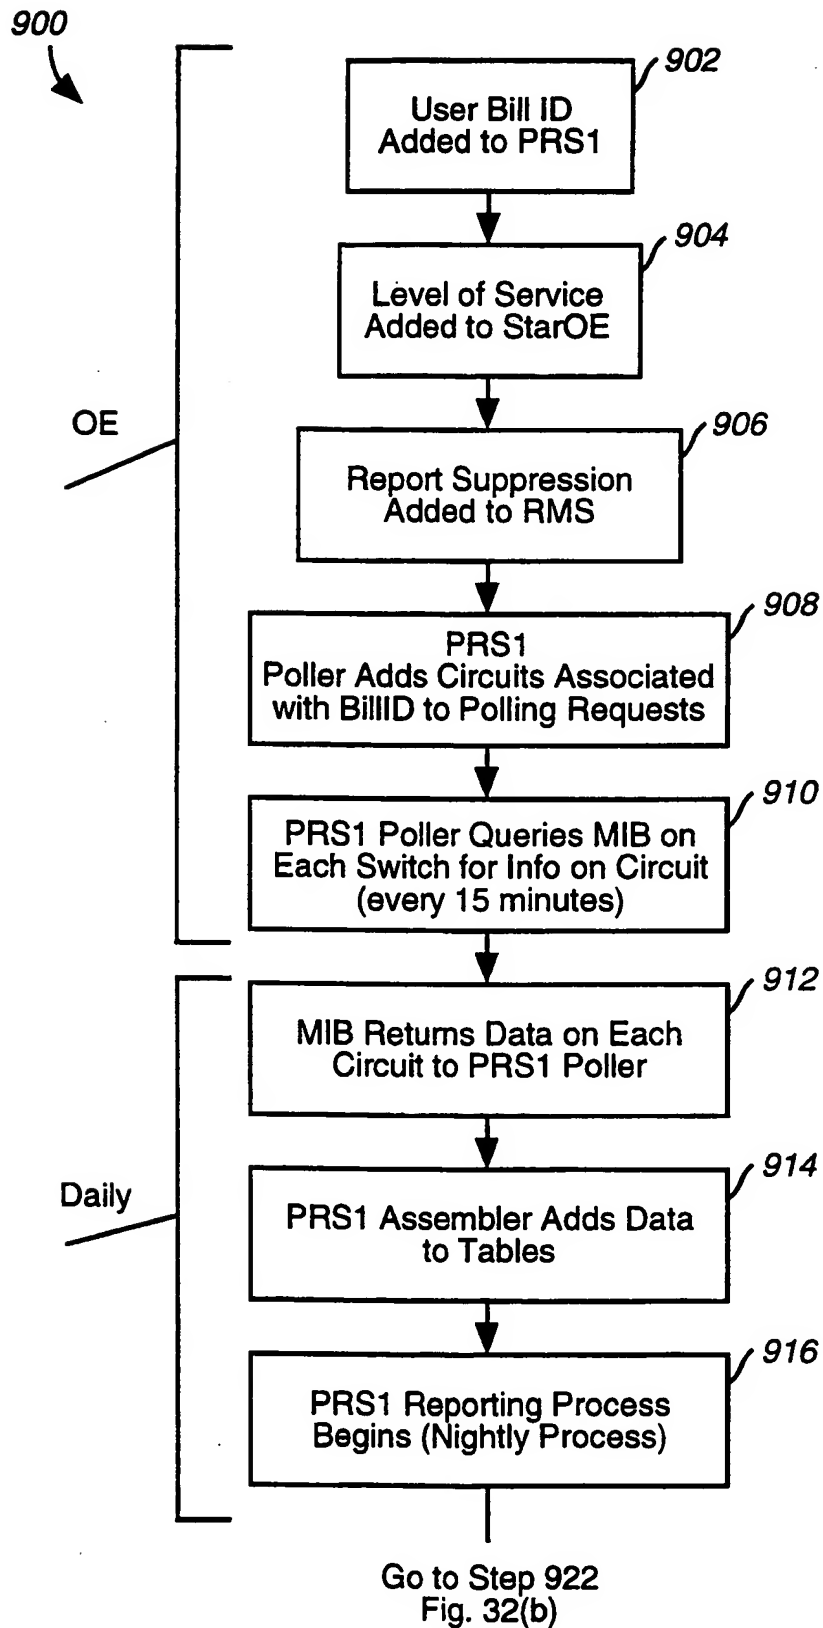 900
902
User Bill ID
Added to PRS1
904
Level of Service
Added to StarOE
OE
906
Report Suppression
Added to RMS
908
PRS1
Poller Adds Circuits Associated
with BillID to Polling Requests
910
PRS1 Poller Queries MIB on
Each Switch for Info on Circuit
(every 15 minutes)
912
MIB Returns Data on Each
Circuit to PRS1 Poller
Daily
914
PRS1 Assembler Adds Data
to Tables
916
PRS1 Reporting Process
Begins (Nightly Process)
Go to Step 922
Fig. 32(b)